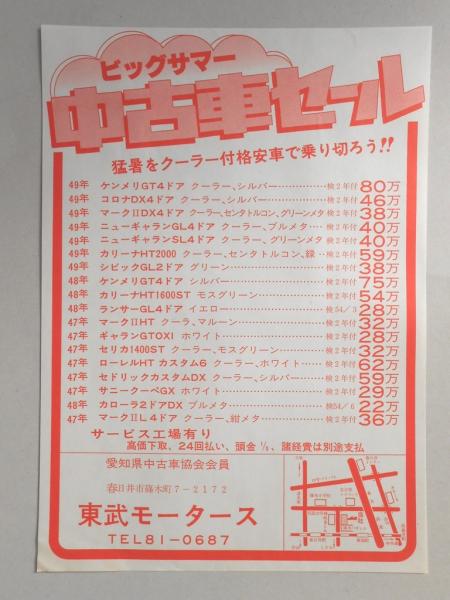 ビッグサマー
中古車セール
猛暑をクーラー付格安車で乗り切ろう!!
49年 ケンメリGT4ドア クーラー、シルバー…………検2年付80万
49年 コロナDX4ドア クーラー、シルバー…………検2年付46万
49年 マークⅡDX4ドア クーラー、センタトルコン、グリーンメタ 検2年付38万
49年 ニューギャランGL4ドア クーラー、ブルメタ…検2年付40万
49年 ニューギャランSL4ドア クーラー、グリーンメタ 検2年付40万
49年 カリーナHT2000 クーラー、センタトルコン、緑…検2年付59万
49年 シビックGL2ドア グリーン…………検2年付38万
48年 ケンメリGT4ドア シルバー…………検2年付75万
48年 カリーナHT1600ST モスグリーン…………検2年付54万
48年 ランサーGL4ドア イエロー…………検54/3 28万
47年 マークⅡHT クーラ、マルーン…………検2年付32万
47年 ギャランGTOXI ホワイト…………検2年付28万
47年 セリカ1400ST クーラー、モスグリーン…………検2年付32万
47年 ローレルHT カスタム6 クーラー、ホワイト…検2年付62万
47年 セドリックカスタムDX クーラー、シルバー…検2年付59万
47年 サニークーペGX ホワイト…………検2年付29万
48年 カローラ2ドアDX ブルメタ…………検54/6 22万
47年 マークⅡL4ドア クーラー、紺メタ…………検2年付36万
サービス工場有り
高価下取、24回払い、頭金⅓、諸経費は別途支払
愛知県中古車協会会員
春日井市篠木町7-2172
東武モータース
TEL81-0687